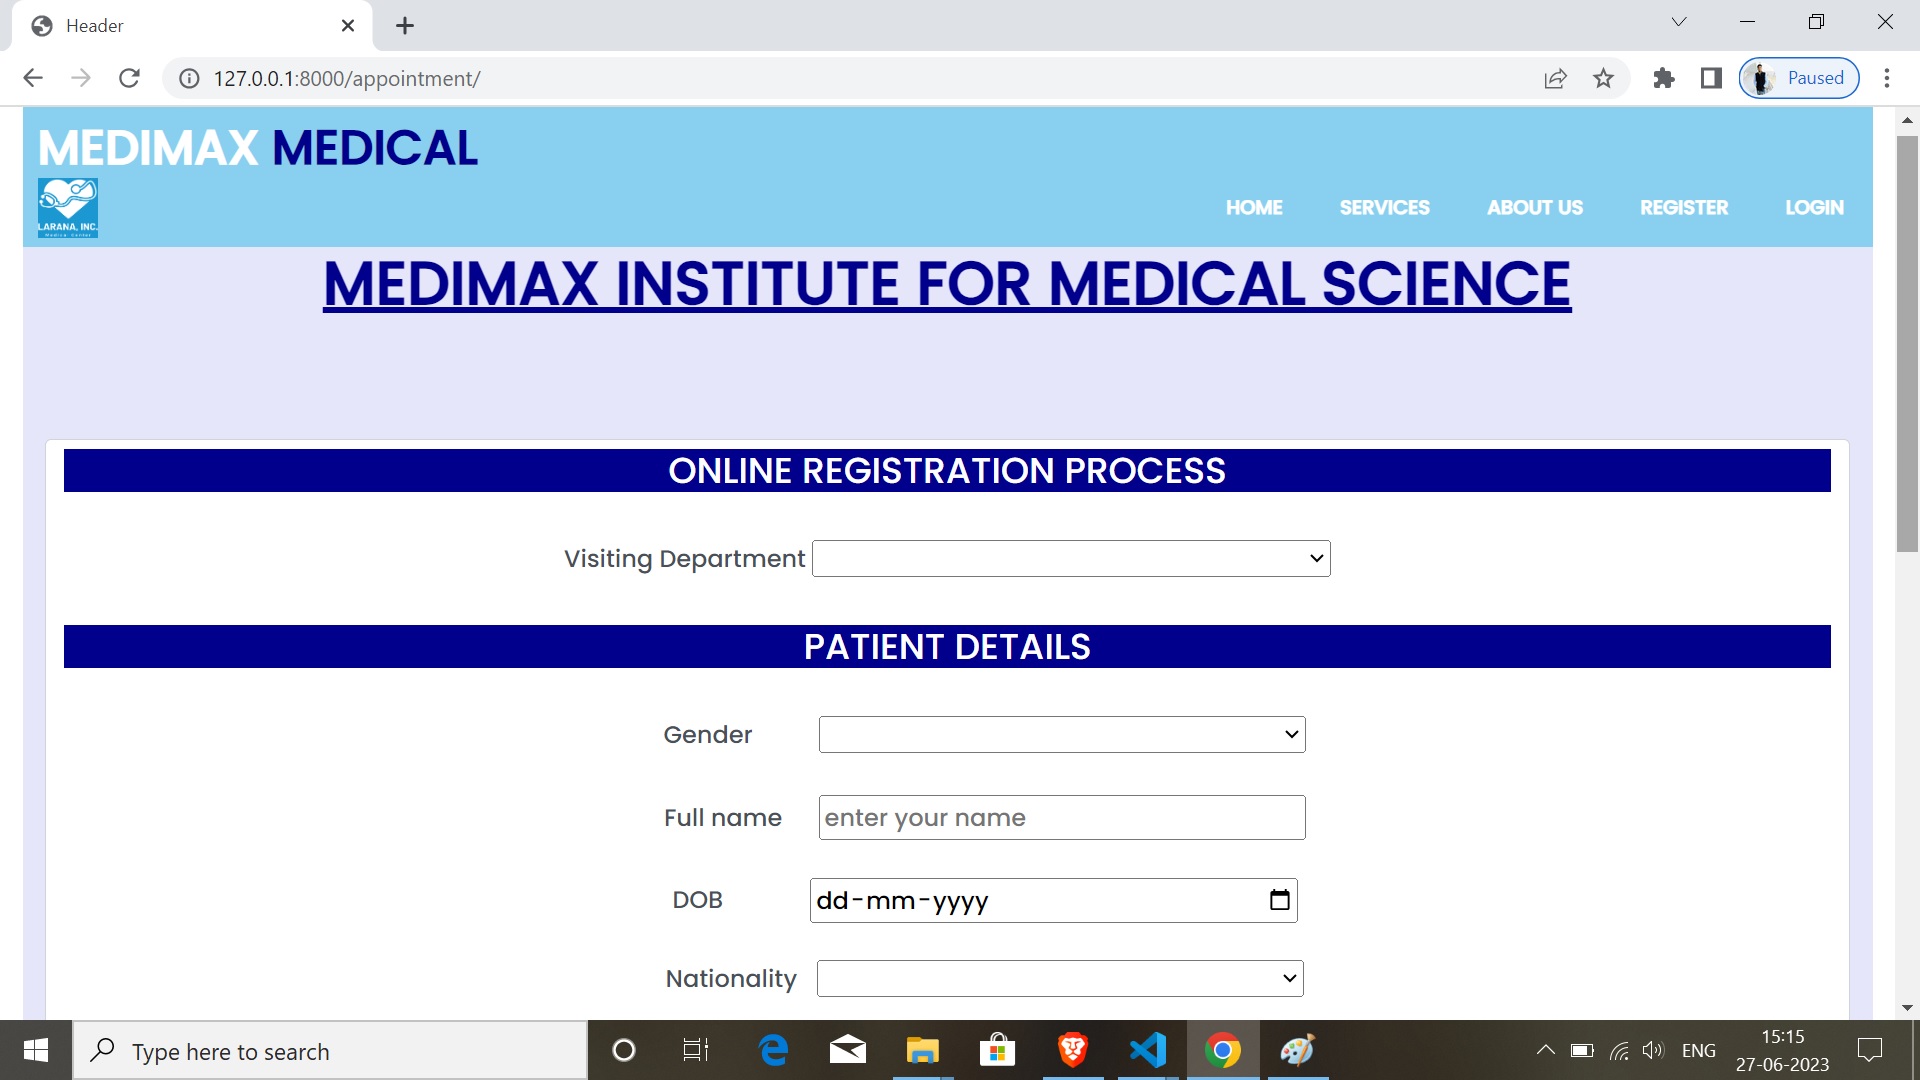 Header
127.0.0.1:8000/appointment/
Paused
MEDIMAX MEDICAL
LARANA, INC.
Medical Center
HOME SERVICES ABOUT US REGISTER LOGIN
MEDIMAX INSTITUTE FOR MEDICAL SCIENCE
ONLINE REGISTRATION PROCESS
Visiting Department
PATIENT DETAILS
Gender
Full name enter your name
DOB dd-mm-yyyy
Nationality
Type here to search
ENG
15:15
27-06-2023